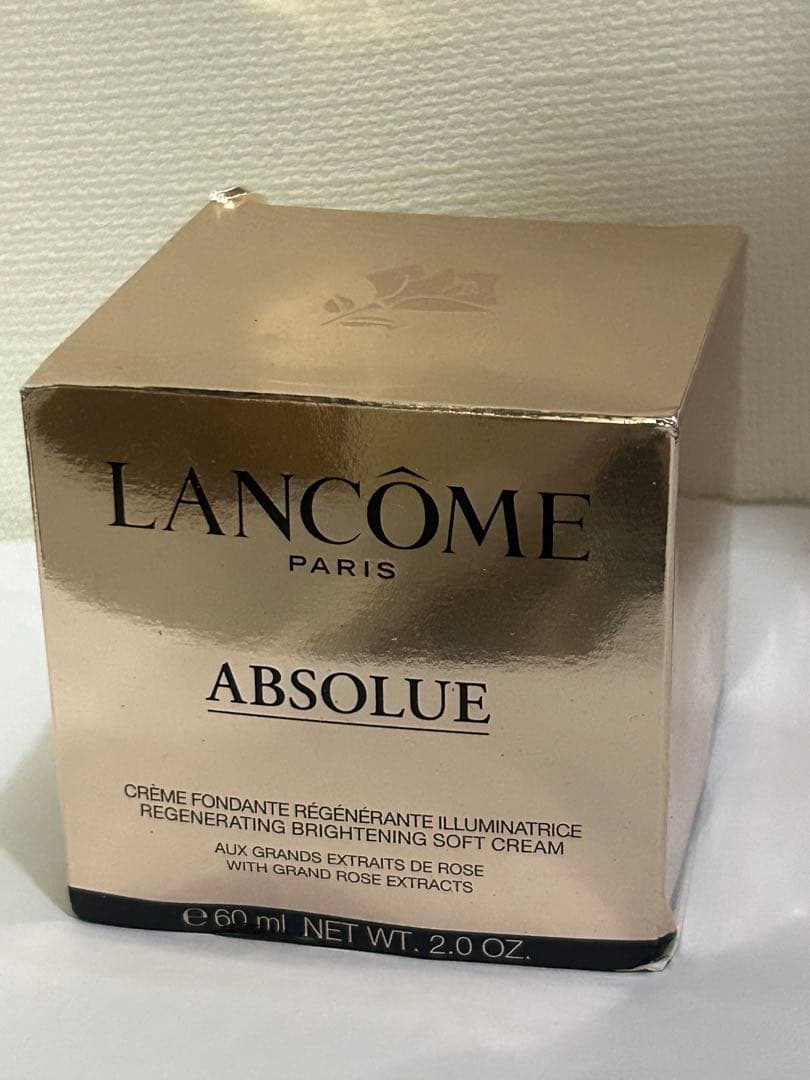 LANCÔME
PARIS
ABSOLUE
CRÈME FONDANTE RÉGÉNÉRANTE ILLUMINATRICE
REGENERATING BRIGHTENING SOFT CREAM
AUX GRANDS EXTRAITS DE ROSE
WITH GRAND ROSE EXTRACTS
℮ 60 ml NET WT. 2.0 OZ.